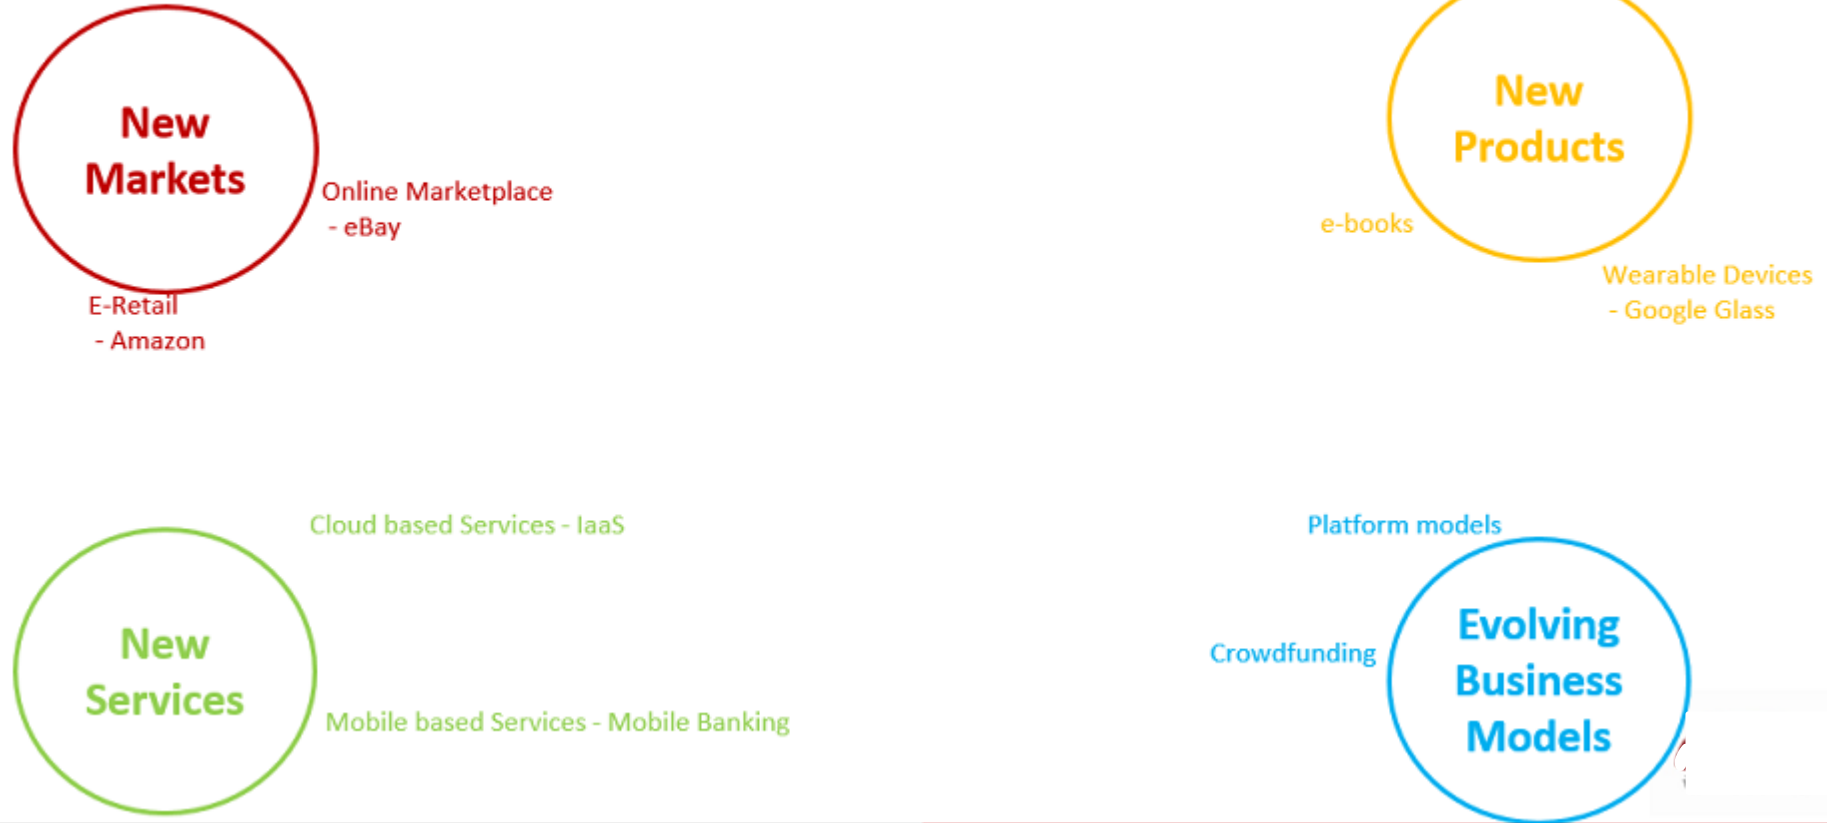 New
Markets
Online Marketplace
- eBay
E-Retail
- Amazon
New
Products
e-books
Wearable Devices
- Google Glass
Cloud based Services - IaaS
New
Services
Mobile based Services - Mobile Banking
Platform models
Crowdfunding
Evolving
Business
Models